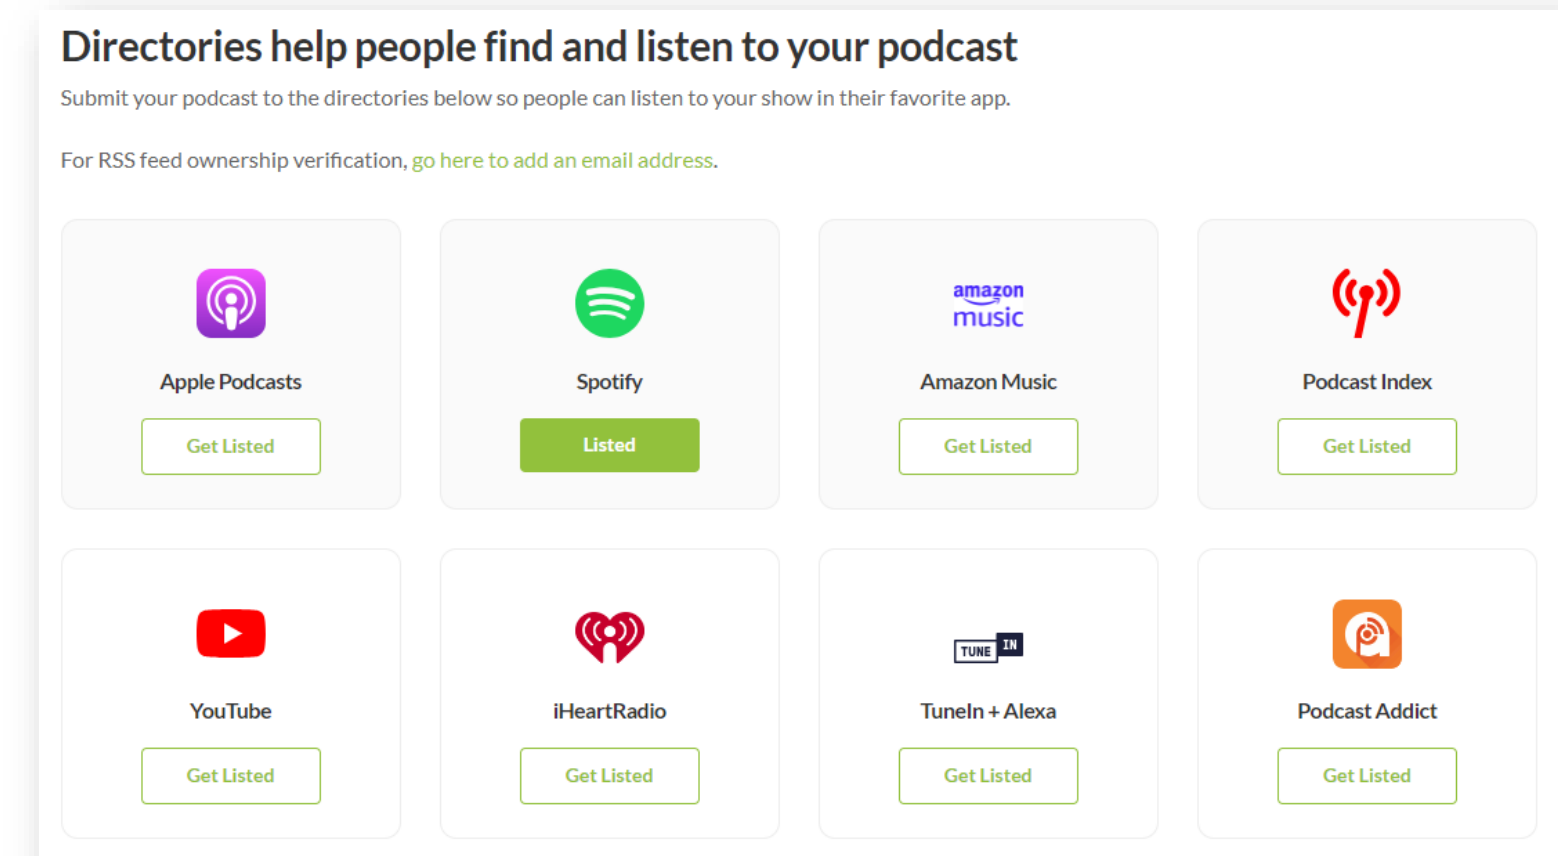 Directories help people find and listen to your podcast
Submit your podcast to the directories below so people can listen to your show in their favorite app.
For RSS feed ownership verification, go here to add an email address.
amazon
music
Apple Podcasts
Spotify
Amazon Music
Podcast Index
Get Listed
Listed
Get Listed
Get Listed
TUNE IN
YouTube
iHeartRadio
TuneIn + Alexa
Podcast Addict
Get Listed
Get Listed
Get Listed
Get Listed